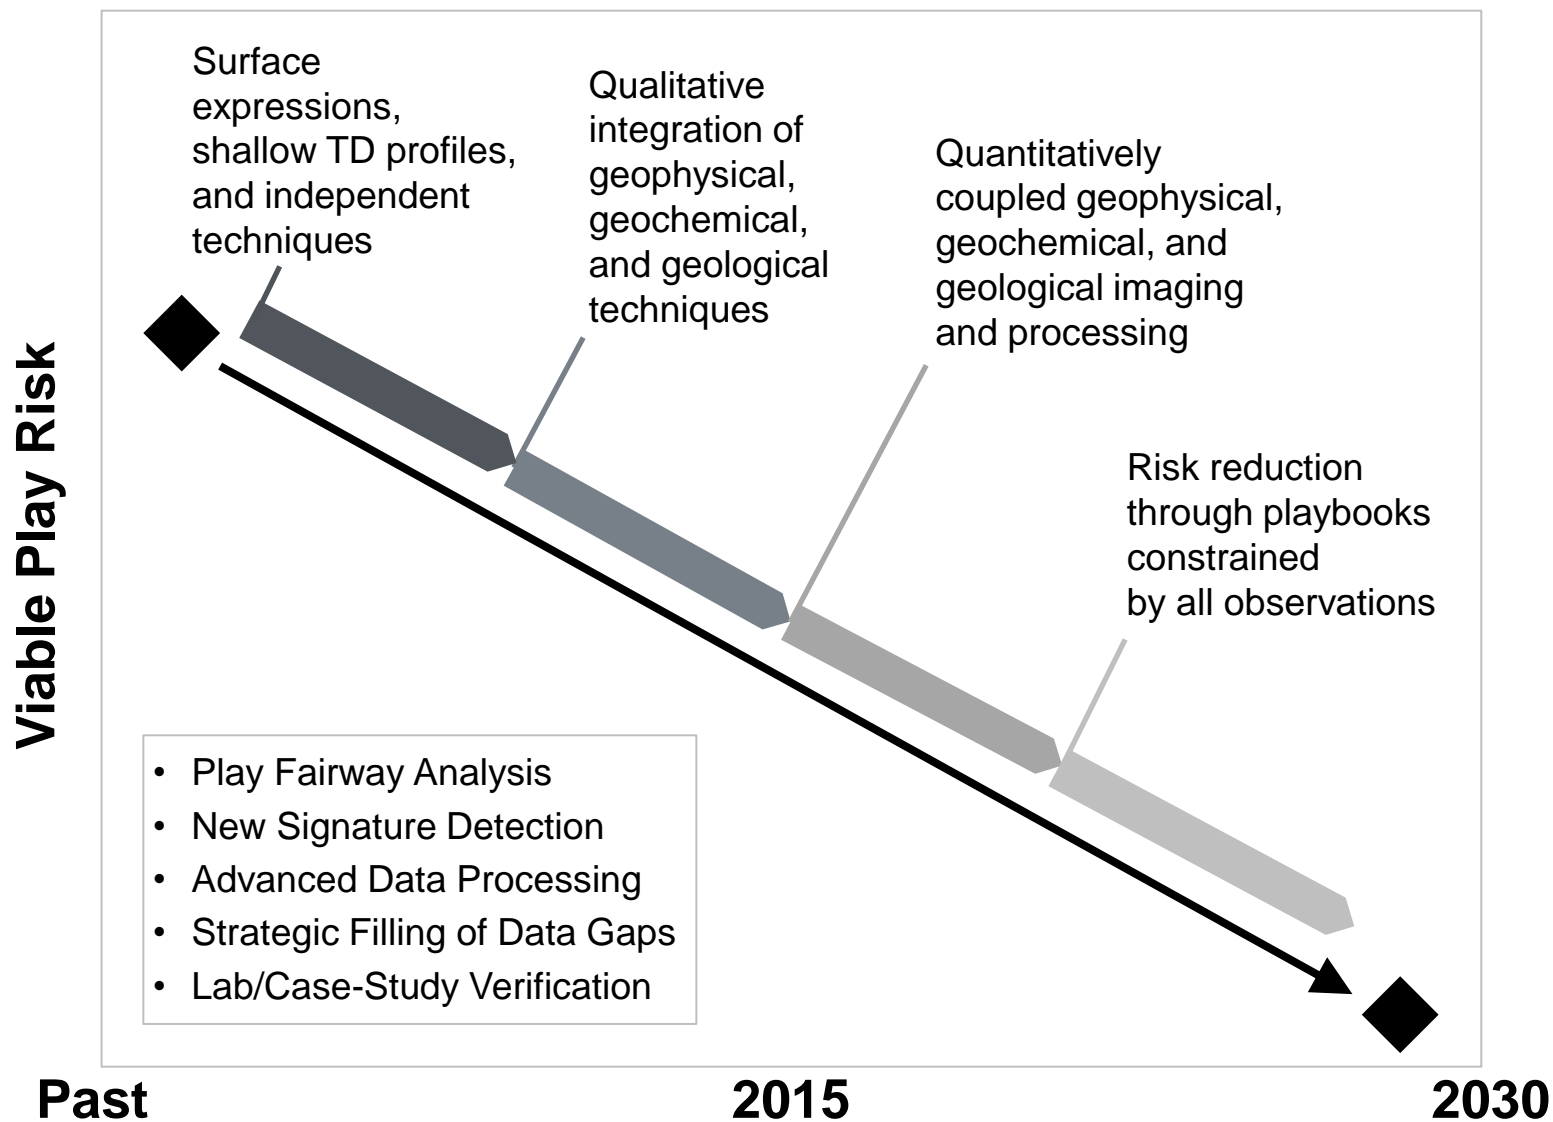 Surface
expressions,
shallow TD profiles,
and independent
techniques
Qualitative
integration of
geophysical,
geochemical,
and geological
techniques
Quantitatively
coupled geophysical,
geochemical, and
geological imaging
and processing
Risk reduction
through playbooks
constrained
by all observations
Viable Play Risk
• Play Fairway Analysis
• New Signature Detection
• Advanced Data Processing
• Strategic Filling of Data Gaps
• Lab/Case-Study Verification
Past
2015
2030